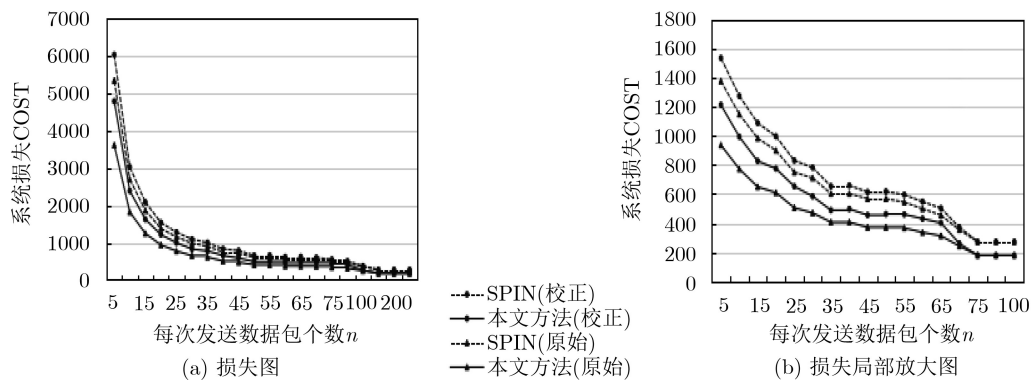 7000
6000
5000
4000
3000
2000
1000
0
系统损失COST
5 15 25 35 45 55 65 75 100 200
每次发送数据包个数n
(a) 损失图
SPIN(校正)
本文方法(校正)
SPIN(原始)
本文方法(原始)
1800
1600
1400
1200
1000
800
600
400
200
0
系统损失COST
5 15 25 35 45 55 65 75 100
每次发送数据包个数n
(b) 损失局部放大图